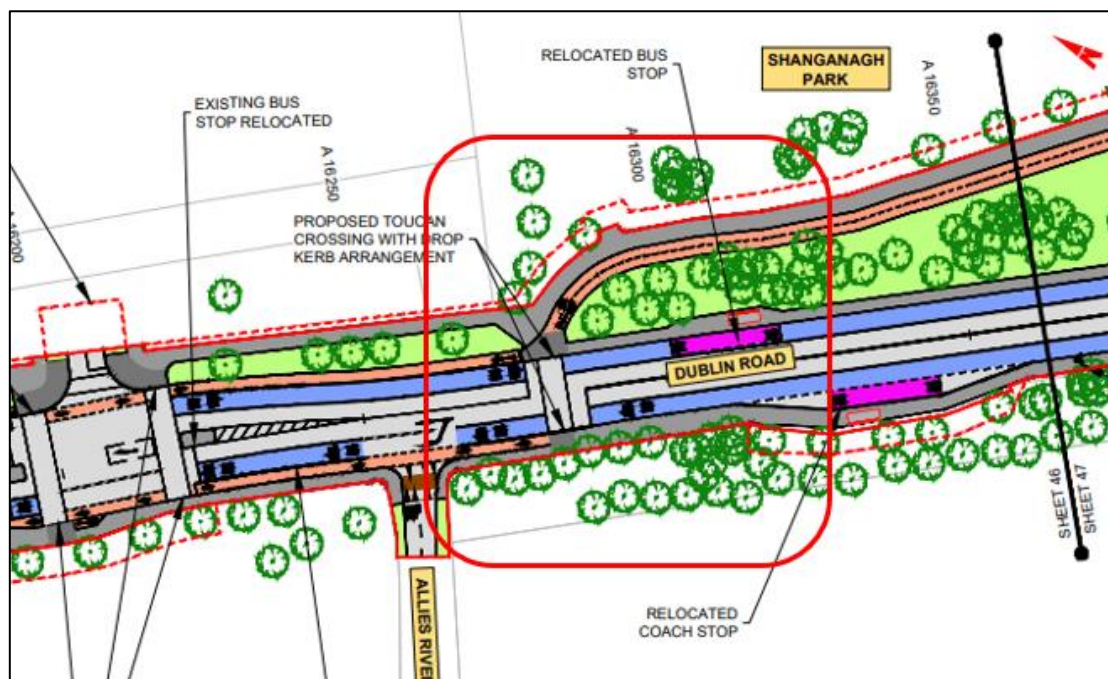 RELOCATED BUS
STOP
SHANGANAGH
PARK
A 16350
EXISTING BUS
STOP RELOCATED
A 16300
A 16250
PROPOSED TOUCAN
CROSSING WITH DROP
KERB ARRANGEMENT
A 16200
DUBLIN ROAD
SHEET 46
SHEET 47
ALLIES RIVER
RELOCATED
COACH STOP